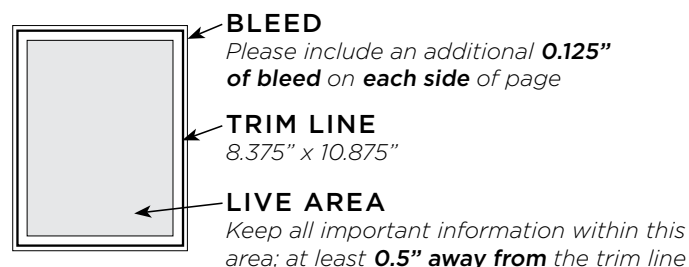 BLEED
Please include an additional 0.125”
of bleed on each side of page
TRIM LINE
8.375” x 10.875”
LIVE AREA
Keep all important information within this
area; at least 0.5” away from the trim line